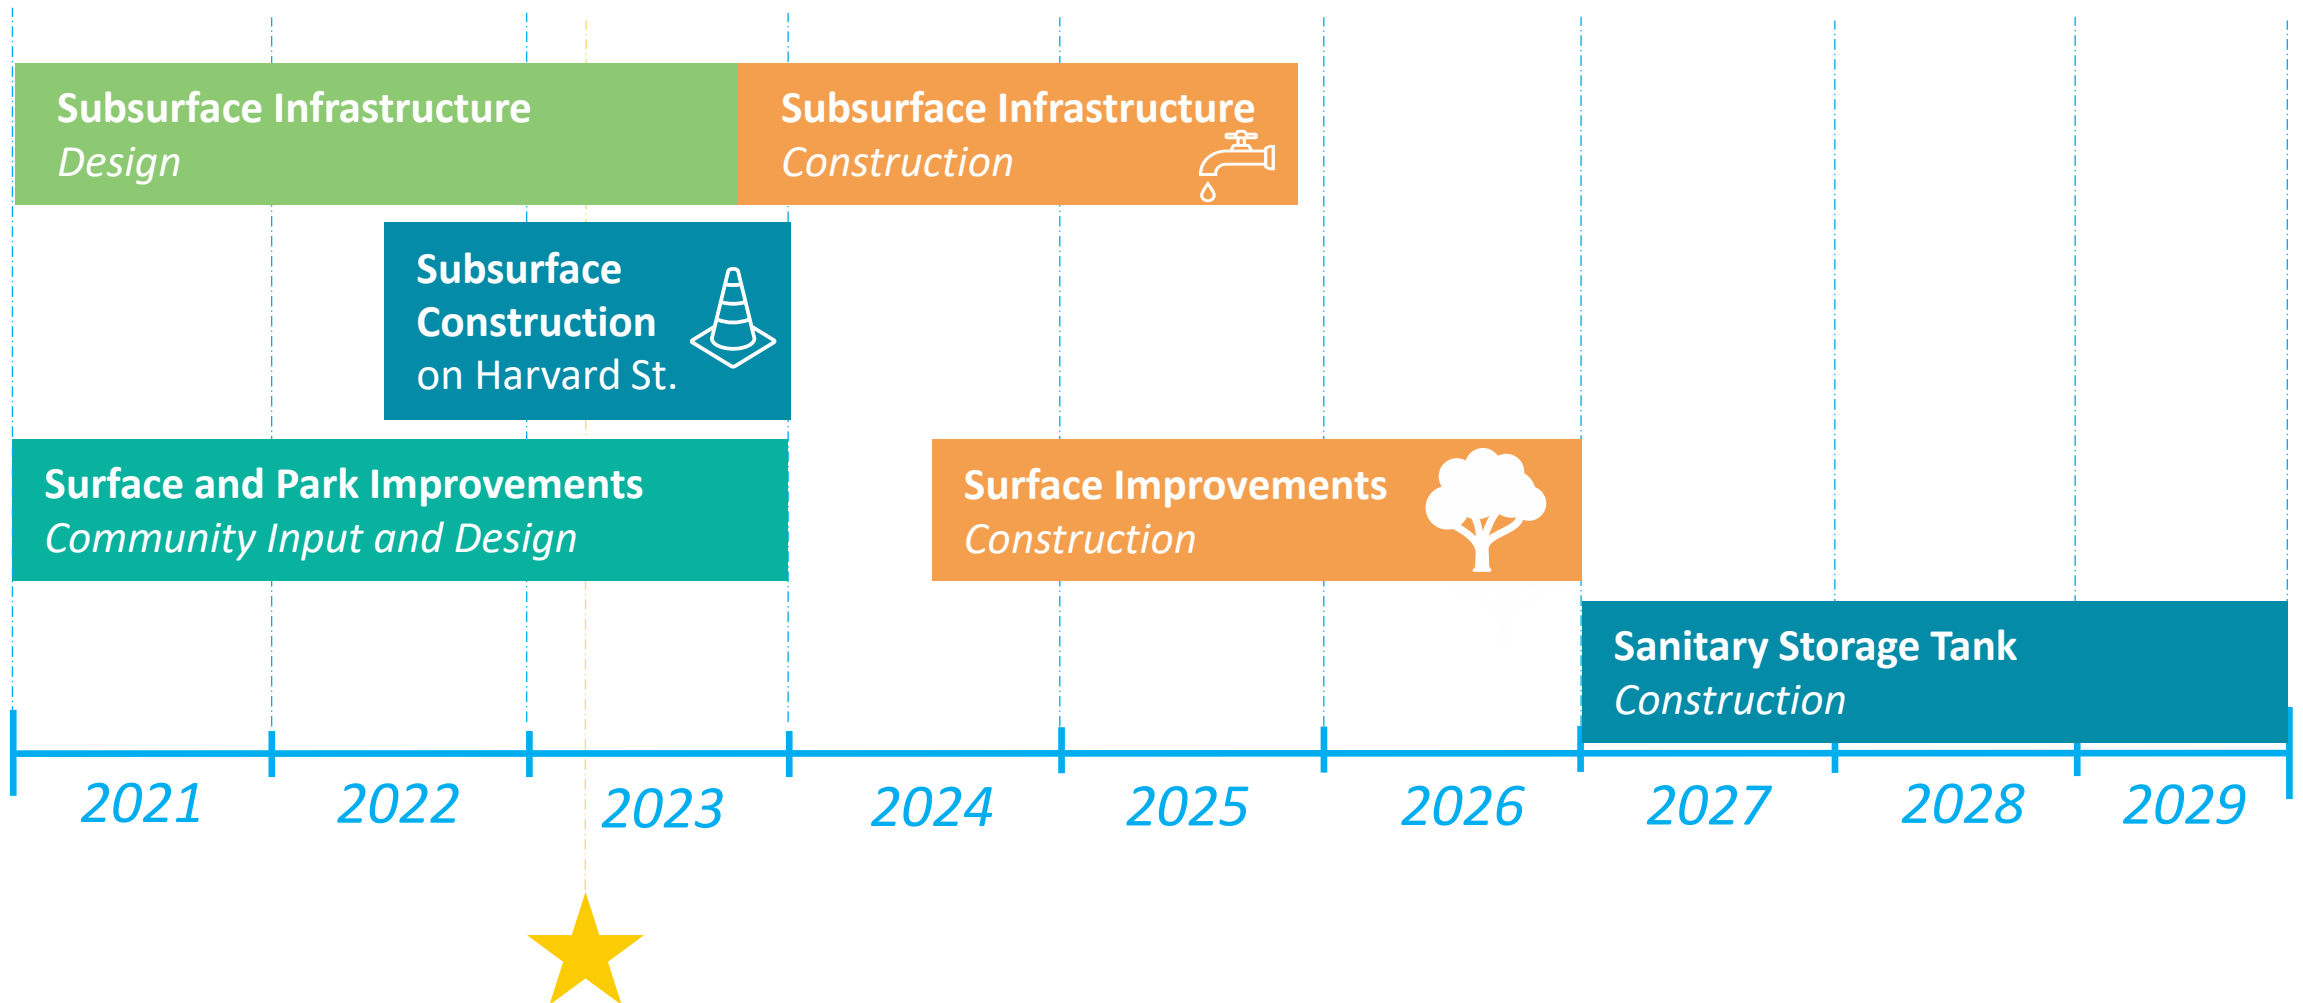 Subsurface Infrastructure
Design
Subsurface Infrastructure
Construction
Subsurface
Construction
on Harvard St.
Surface and Park Improvements
Community Input and Design
Surface Improvements
Construction
Sanitary Storage Tank
Construction
2021
2022
2023
2024
2025
2026
2027
2028
2029